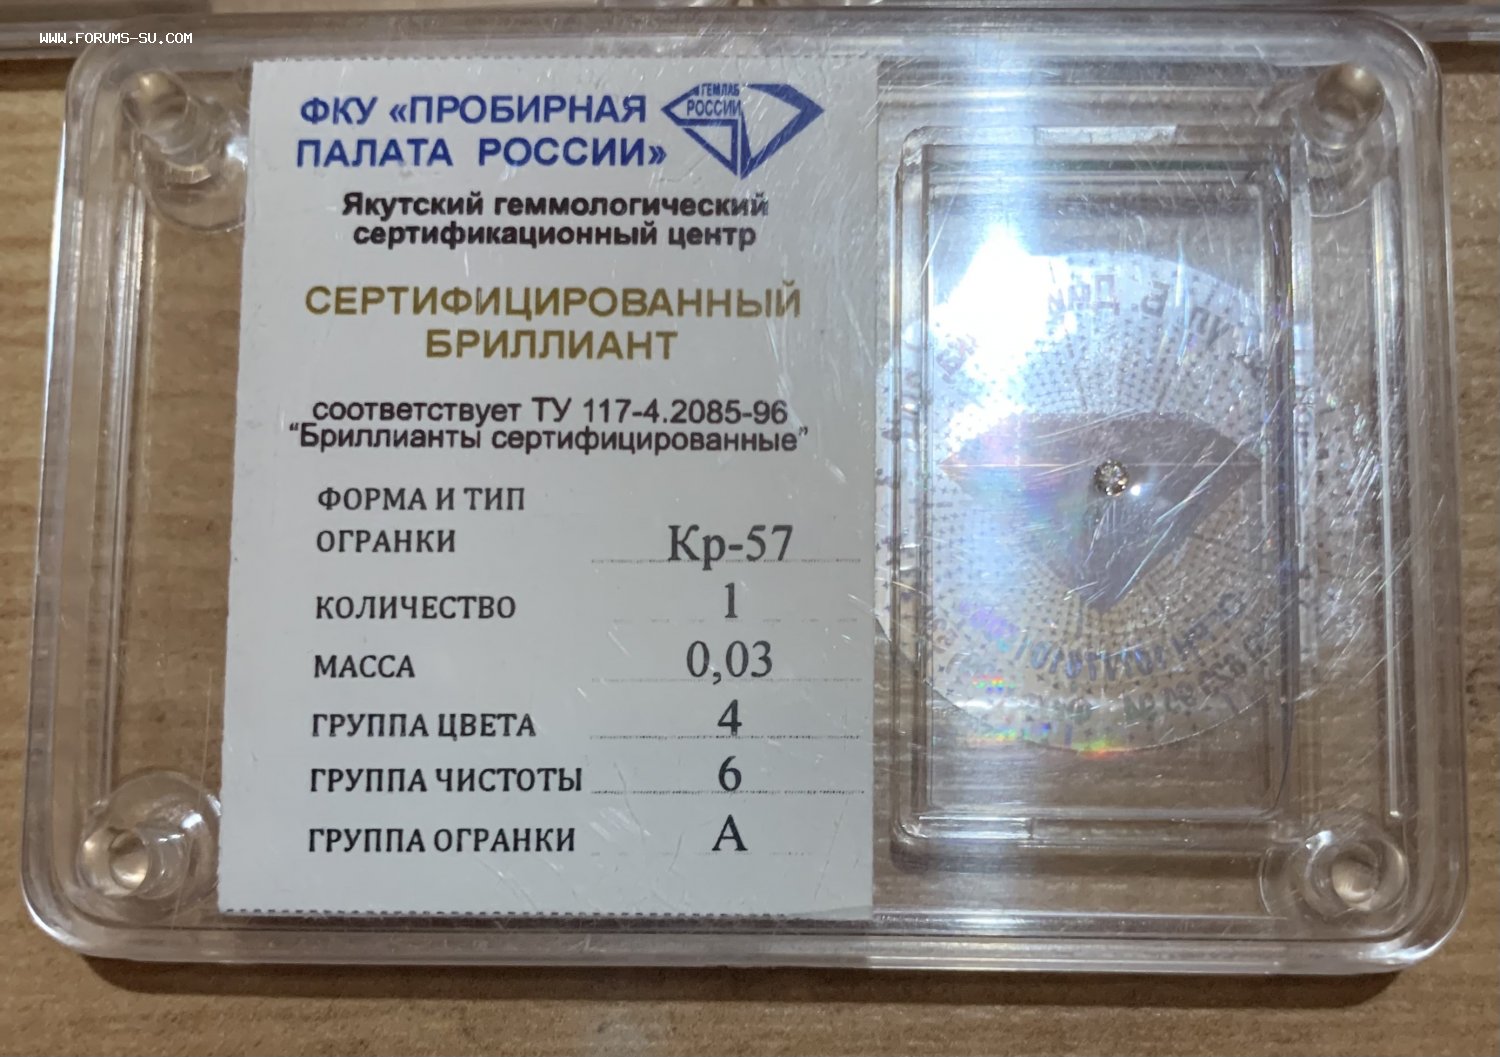 WWW.FORUMS-SU.COM
ФКУ «ПРОБИРНАЯ
ПАЛАТА РОССИИ»
ГЕМЛАБ
РОССИИ
Якутский геммологический
сертификационный центр
СЕРТИФИЦИРОВАННЫЙ
БРИЛЛИАНТ
соответствует ТУ 117-4.2085-96
“Бриллианты сертифицированные”
ФОРМА И ТИП
ОГРАНКИ Кр-57
КОЛИЧЕСТВО 1
МАССА 0,03
ГРУППА ЦВЕТА 4
ГРУППА ЧИСТОТЫ 6
ГРУППА ОГРАНКИ А